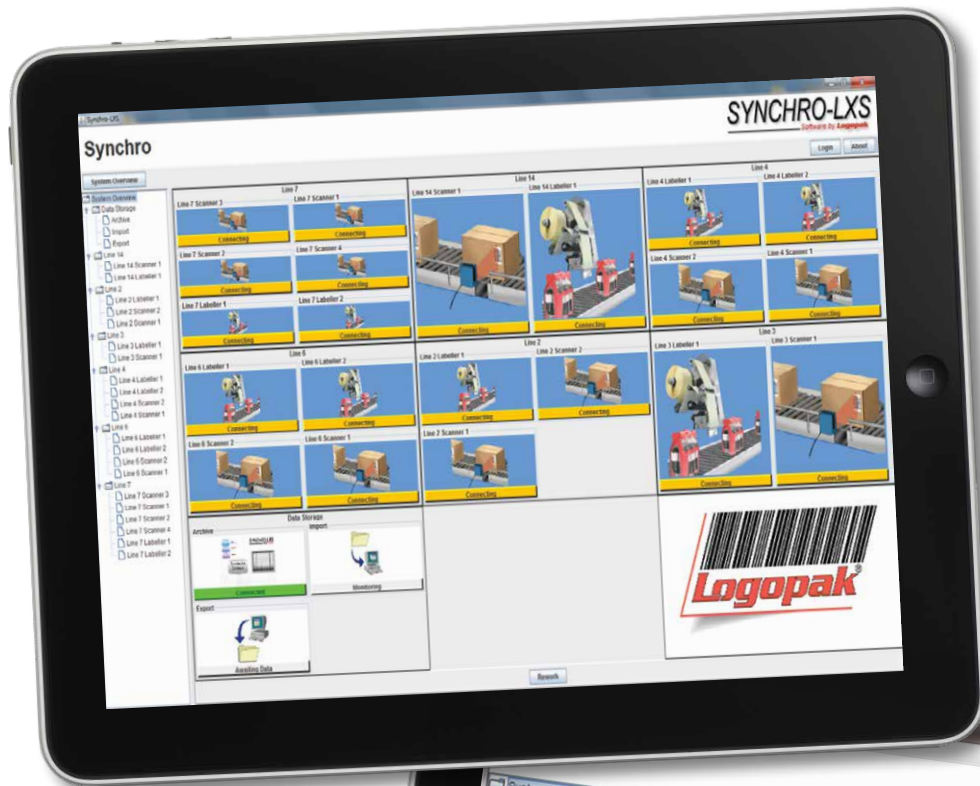 Synchro-LXS
SYNCHRO-LXS
Software by Logopak
Synchro
Login
About
System Overview
System Overview
Data Storage
Archive
Import
Export
Line 14
Line 14 Scanner 1
Line 14 Labeller 1
Line 2
Line 2 Labeller 1
Line 2 Scanner 2
Line 2 Scanner 1
Line 3
Line 3 Labeller 1
Line 3 Scanner 1
Line 4
Line 4 Labeller 1
Line 4 Labeller 2
Line 4 Scanner 2
Line 4 Scanner 1
Line 6
Line 6 Labeller 1
Line 6 Labeller 2
Line 6 Scanner 2
Line 6 Scanner 1
Line 7
Line 7 Scanner 3
Line 7 Scanner 1
Line 7 Scanner 2
Line 7 Scanner 4
Line 7 Labeller 1
Line 7 Labeller 2
Line 7
Line 7 Scanner 3
Line 7 Scanner 1
Connecting
Connecting
Line 7 Scanner 2
Line 7 Scanner 4
Connecting
Connecting
Line 7 Labeller 1
Line 7 Labeller 2
Connecting
Connecting
Line 14
Line 14 Scanner 1
Line 14 Labeller 1
Connecting
Connecting
Line 4
Line 4 Labeller 1
Line 4 Labeller 2
Connecting
Connecting
Line 4 Scanner 2
Line 4 Scanner 1
Connecting
Connecting
Line 6
Line 6 Labeller 1
Line 6 Labeller 2
Connecting
Connecting
Line 6 Scanner 2
Line 6 Scanner 1
Connecting
Connecting
Line 2
Line 2 Labeller 1
Line 2 Scanner 2
Connecting
Connecting
Line 2 Scanner 1
Connecting
Line 3
Line 3 Labeller 1
Line 3 Scanner 1
Connecting
Connecting
Data Storage
Archive
Import
Connected
Monitoring
Export
Awaiting Data
Logopak®
Rework